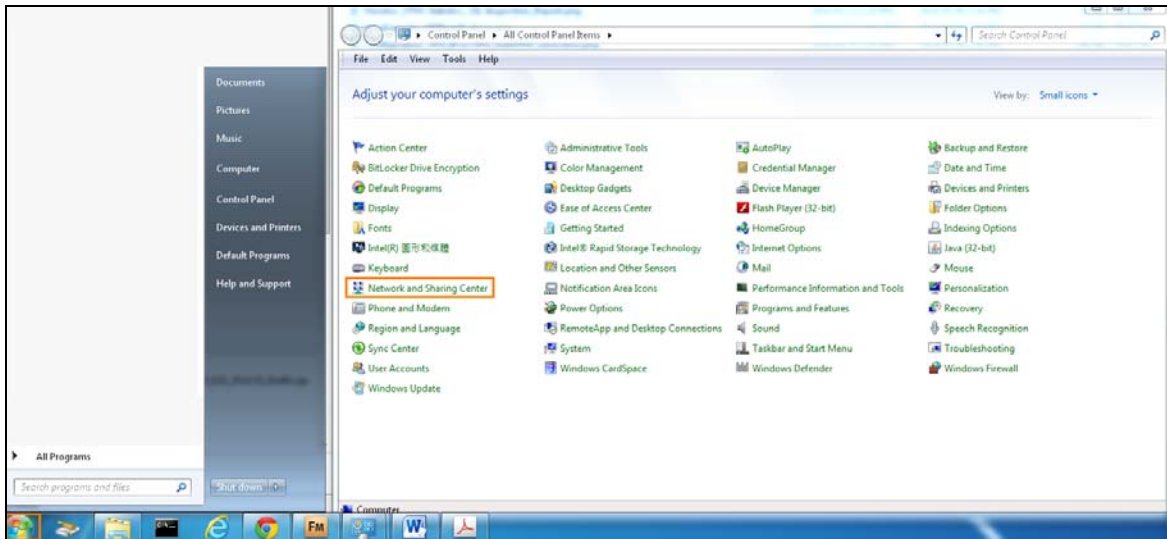 Control Panel ▸ All Control Panel Items ▸
Search Control Panel
File Edit View Tools Help
Adjust your computer's settings
View by: Small icons
Action Center
Administrative Tools
AutoPlay
Backup and Restore
BitLocker Drive Encryption
Color Management
Credential Manager
Date and Time
Default Programs
Desktop Gadgets
Device Manager
Devices and Printers
Display
Ease of Access Center
Flash Player (32-bit)
Folder Options
Fonts
Getting Started
HomeGroup
Indexing Options
Intel(R) 圖形和媒體
Intel® Rapid Storage Technology
Internet Options
Java (32-bit)
Keyboard
Location and Other Sensors
Mail
Mouse
Network and Sharing Center
Notification Area Icons
Performance Information and Tools
Personalization
Phone and Modem
Power Options
Programs and Features
Recovery
Region and Language
RemoteApp and Desktop Connections
Sound
Speech Recognition
Sync Center
System
Taskbar and Start Menu
Troubleshooting
User Accounts
Windows CardSpace
Windows Defender
Windows Firewall
Windows Update
Computer
Documents
Pictures
Music
Computer
Control Panel
Devices and Printers
Default Programs
Help and Support
All Programs
Search programs and files
Shut down
Fm
W